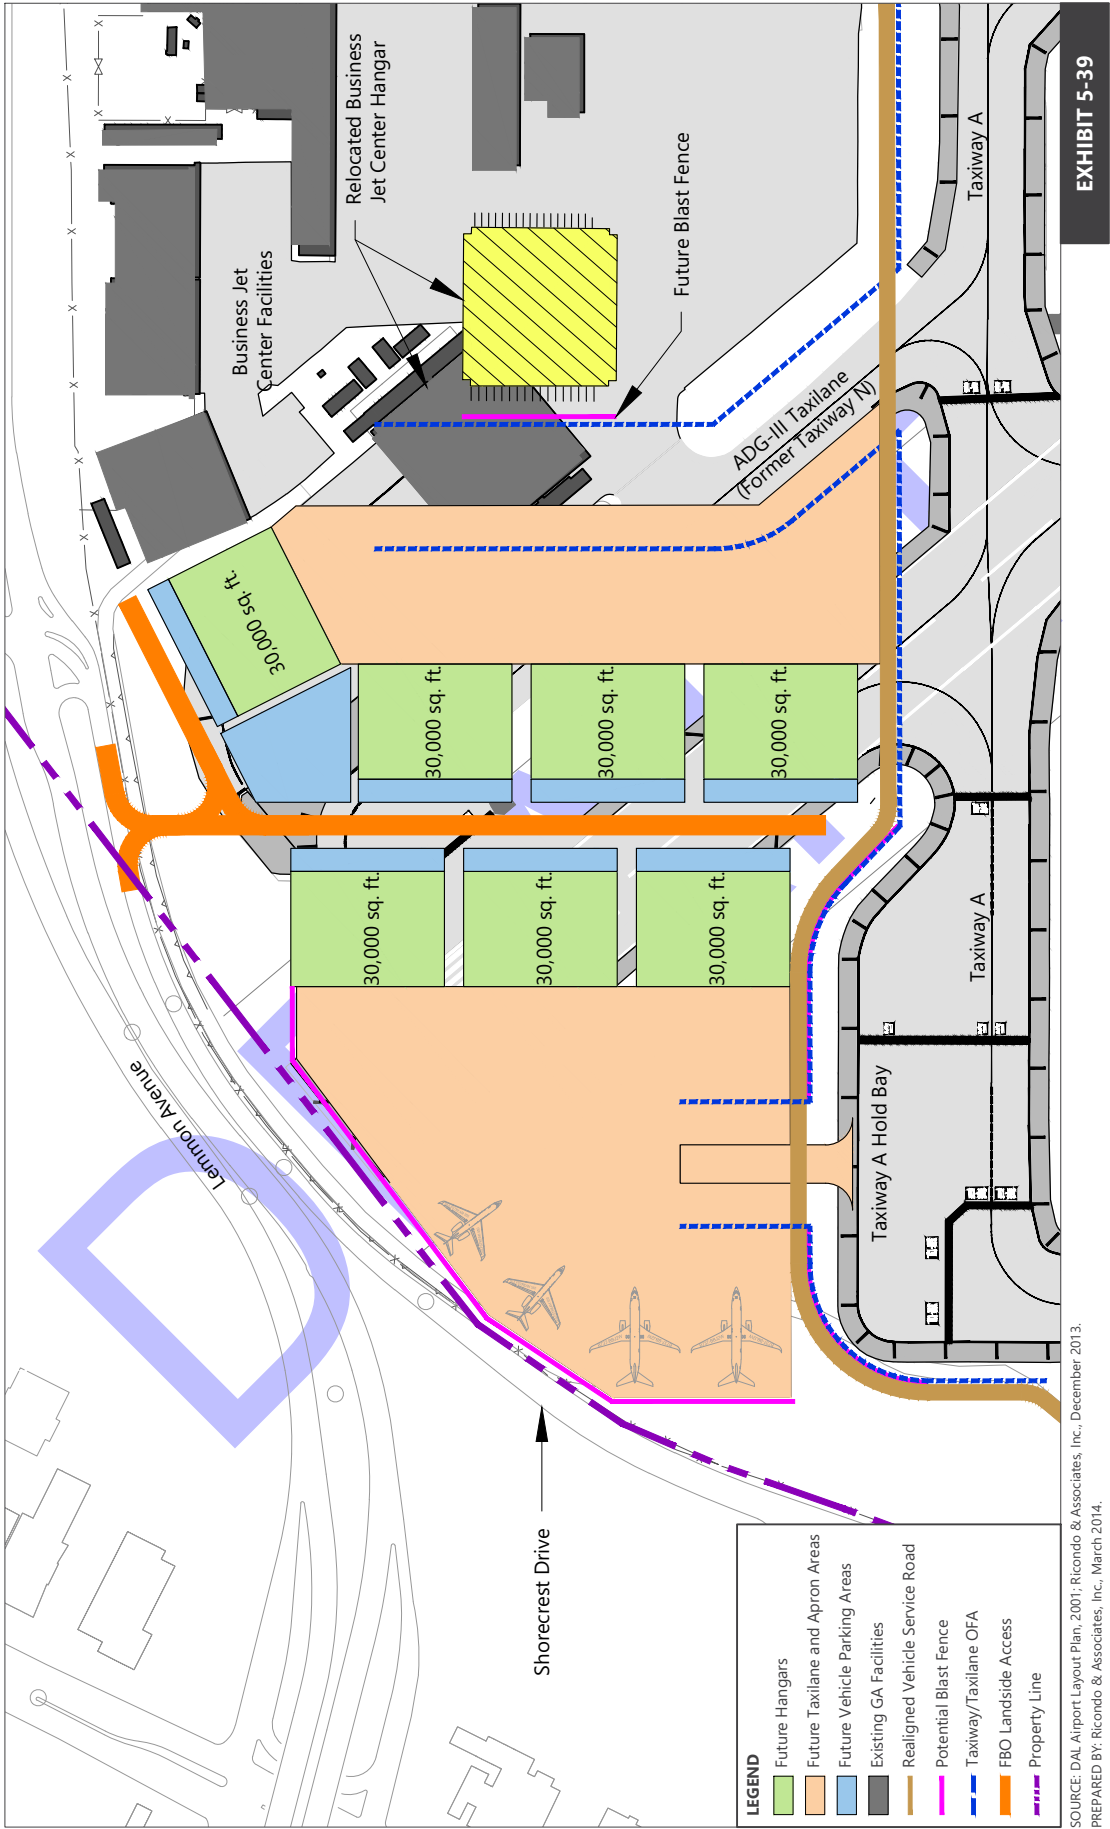 EXHIBIT 5-39
Relocated Business
Jet Center Hangar
Business Jet
Center Facilities
Future Blast Fence
Taxiway A
ADG-III Taxilane
(Former Taxiway N)
30,000 sq. ft.
30,000 sq. ft.
30,000 sq. ft.
30,000 sq. ft.
30,000 sq. ft.
30,000 sq. ft.
30,000 sq. ft.
Taxiway A
Lemmon Avenue
Taxiway A Hold Bay
Shorecrest Drive
LEGEND
Future Hangars
Future Taxilane and Apron Areas
Future Vehicle Parking Areas
Existing GA Facilities
Realigned Vehicle Service Road
Potential Blast Fence
Taxiway/Taxilane OFA
FBO Landside Access
Property Line
SOURCE: DAL Airport Layout Plan, 2001; Ricondo & Associates, Inc., December 2013.
PREPARED BY: Ricondo & Associates, Inc., March 2014.